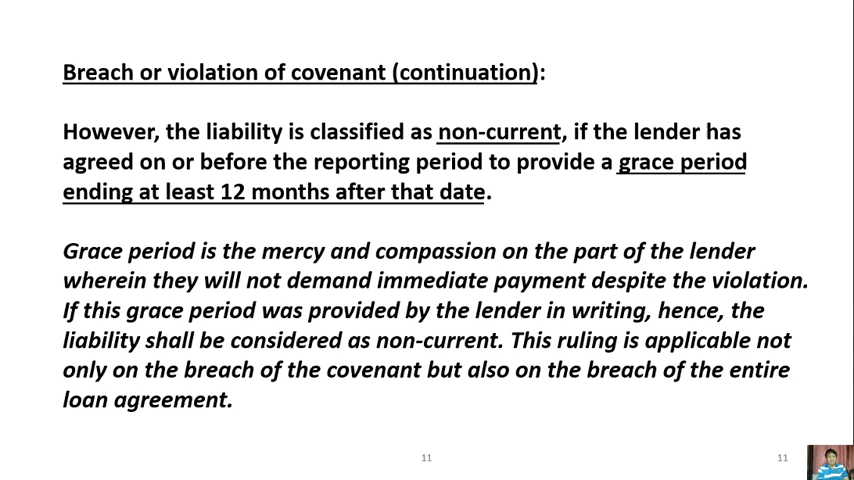 Breach or violation of covenant (continuation):
However, the liability is classified as non-current, if the lender has
agreed on or before the reporting period to provide a grace period
ending at least 12 months after that date.
Grace period is the mercy and compassion on the part of the lender
wherein they will not demand immediate payment despite the violation.
If this grace period was provided by the lender in writing, hence, the
liability shall be considered as non-current. This ruling is applicable not
only on the breach of the covenant but also on the breach of the entire
loan agreement.
11
11